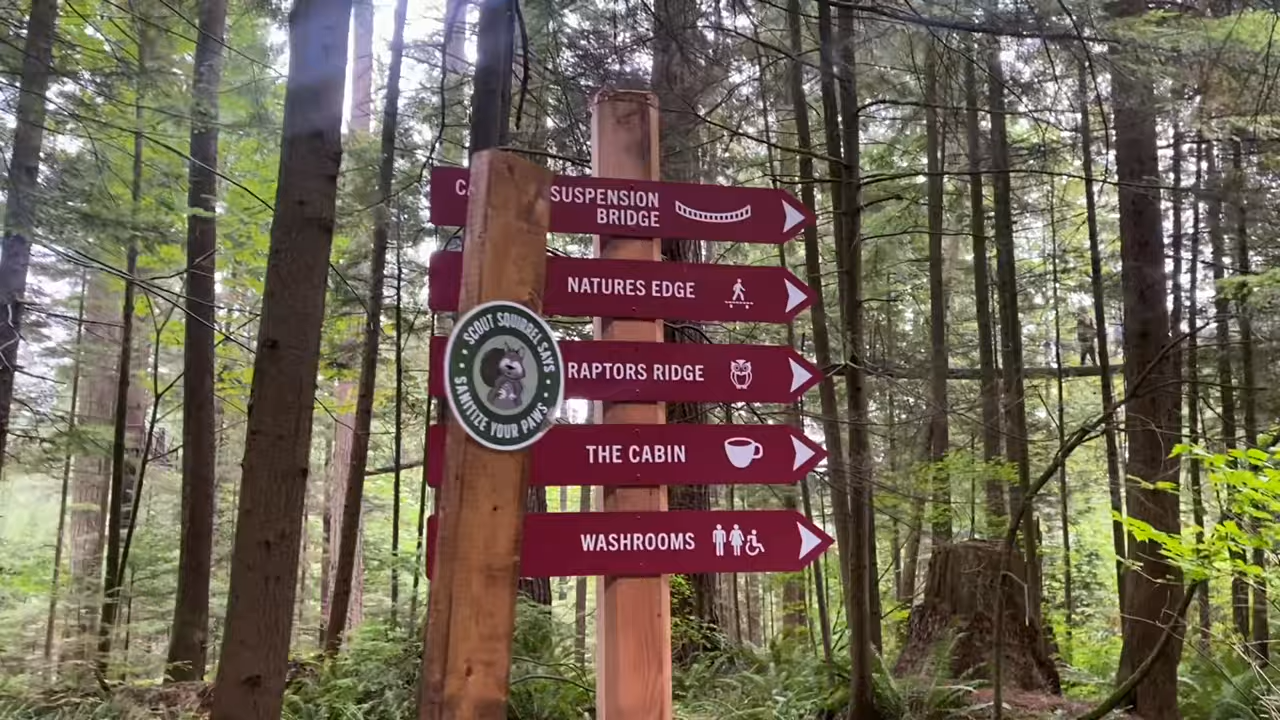 SUSPENSION
BRIDGE
NATURES EDGE
SCOUT SQUIRREL SAYS
SANITIZE YOUR PAWS
RAPTORS RIDGE
THE CABIN
WASHROOMS